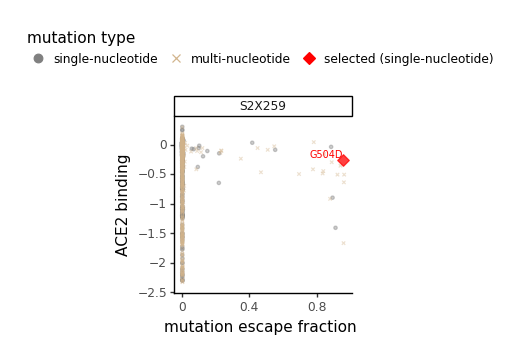 mutation type
single-nucleotide multi-nucleotide selected (single-nucleotide)
S2X259
G504D
ACE2 binding
0
−0.5
−1
−1.5
−2
−2.5
0 0.4 0.8
mutation escape fraction